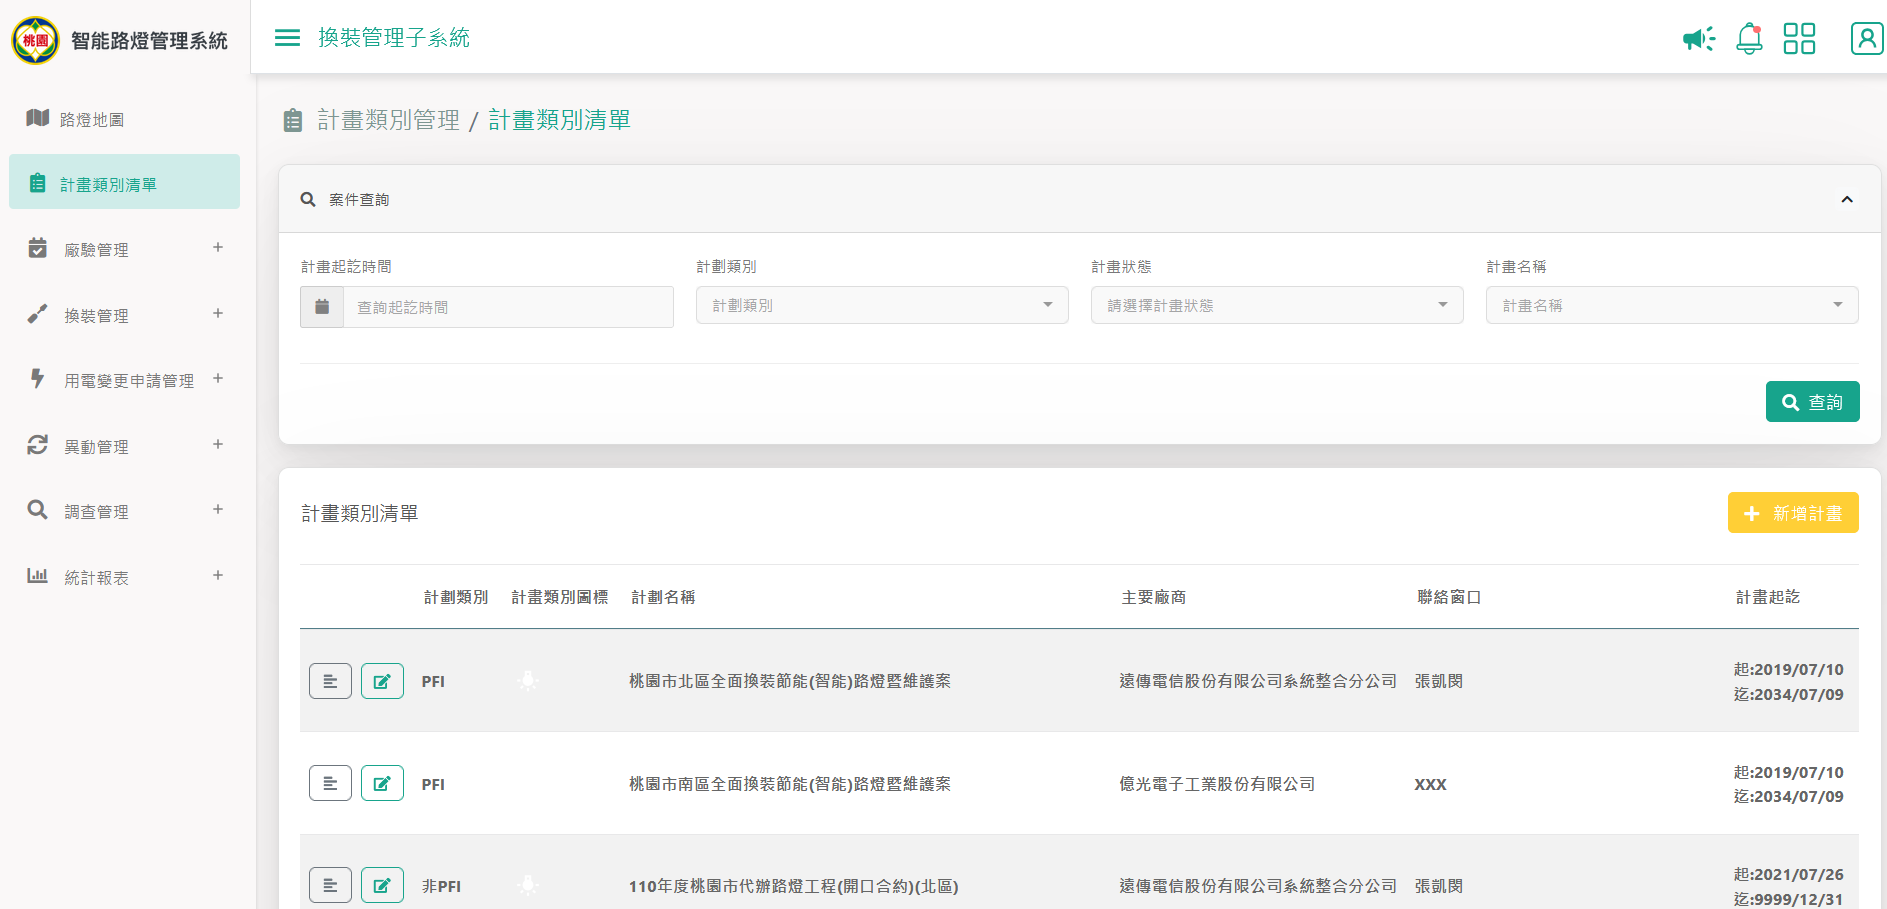 桃園
智能路燈管理系統
換裝管理子系統
路燈地圖
計畫類別清單
廠驗管理
換裝管理
用電變更申請管理
異動管理
調查管理
統計報表
計畫類別管理 / 計畫類別清單
案件查詢
計畫起訖時間
計劃類別
計畫狀態
計畫名稱
查詢起訖時間
計劃類別
請選擇計畫狀態
計畫名稱
查詢
計畫類別清單
新增計畫
計劃類別 計畫類別圖標 計劃名稱 主要廠商 聯絡窗口 計畫起訖
PFI 桃園市北區全面換裝節能(智能)路燈暨維護案 遠傳電信股份有限公司系統整合分公司 張凱閔 起:2019/07/10
迄:2034/07/09
PFI 桃園市南區全面換裝節能(智能)路燈暨維護案 億光電子工業股份有限公司 XXX 起:2019/07/10
迄:2034/07/09
非PFI 110年度桃園市代辦路燈工程(開口合約)(北區) 遠傳電信股份有限公司系統整合分公司 張凱閔 起:2021/07/26
迄:9999/12/31